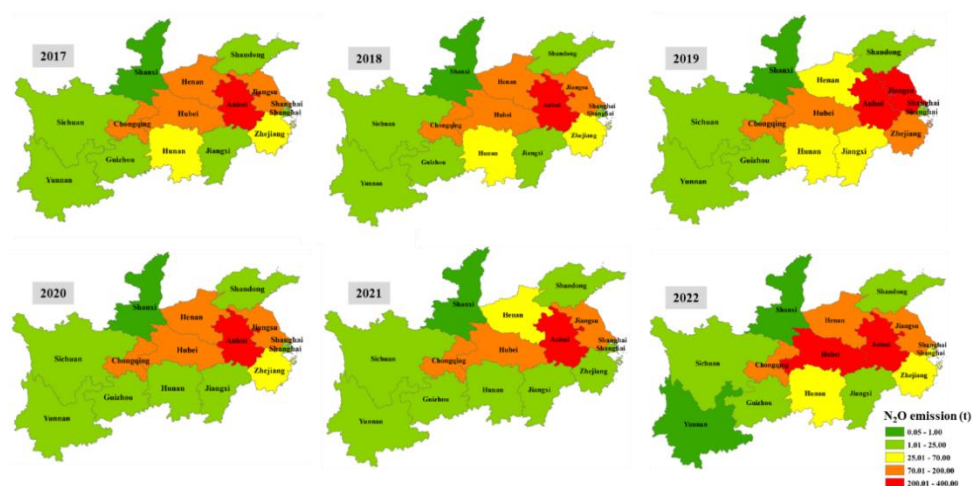 2017
Shandong
Shanxi
Henan
Jiangsu
Anhui
Shanghai
Shanghai
Hubei
Chongqing
Sichuan
Zhejiang
Guizhou
Hunan
Jiangxi
Yunnan
2018
Shandong
Shanxi
Henan
Jiangsu
Anhui
Shanghai
Shanghai
Hubei
Chongqing
Sichuan
Zhejiang
Guizhou
Hunan
Jiangxi
Yunnan
2019
Shandong
Shanxi
Henan
Jiangsu
Anhui
Shanghai
Shanghai
Hubei
Chongqing
Sichuan
Zhejiang
Guizhou
Hunan
Jiangxi
Yunnan
2020
Shandong
Shanxi
Henan
Jiangsu
Anhui
Shanghai
Shanghai
Hubei
Chongqing
Sichuan
Zhejiang
Guizhou
Hunan
Jiangxi
Yunnan
2021
Shandong
Shanxi
Henan
Jiangsu
Anhui
Shanghai
Shanghai
Hubei
Chongqing
Sichuan
Zhejiang
Guizhou
Hunan
Jiangxi
Yunnan
2022
Shandong
Shanxi
Henan
Jiangsu
Anhui
Shanghai
Shanghai
Hubei
Chongqing
Sichuan
Zhejiang
Guizhou
Hunan
Jiangxi
Yunnan
N₂O emission (t)
0.05 - 1.00
1.01 - 25.00
25.01 - 70.00
70.01 - 200.00
200.01 - 400.00